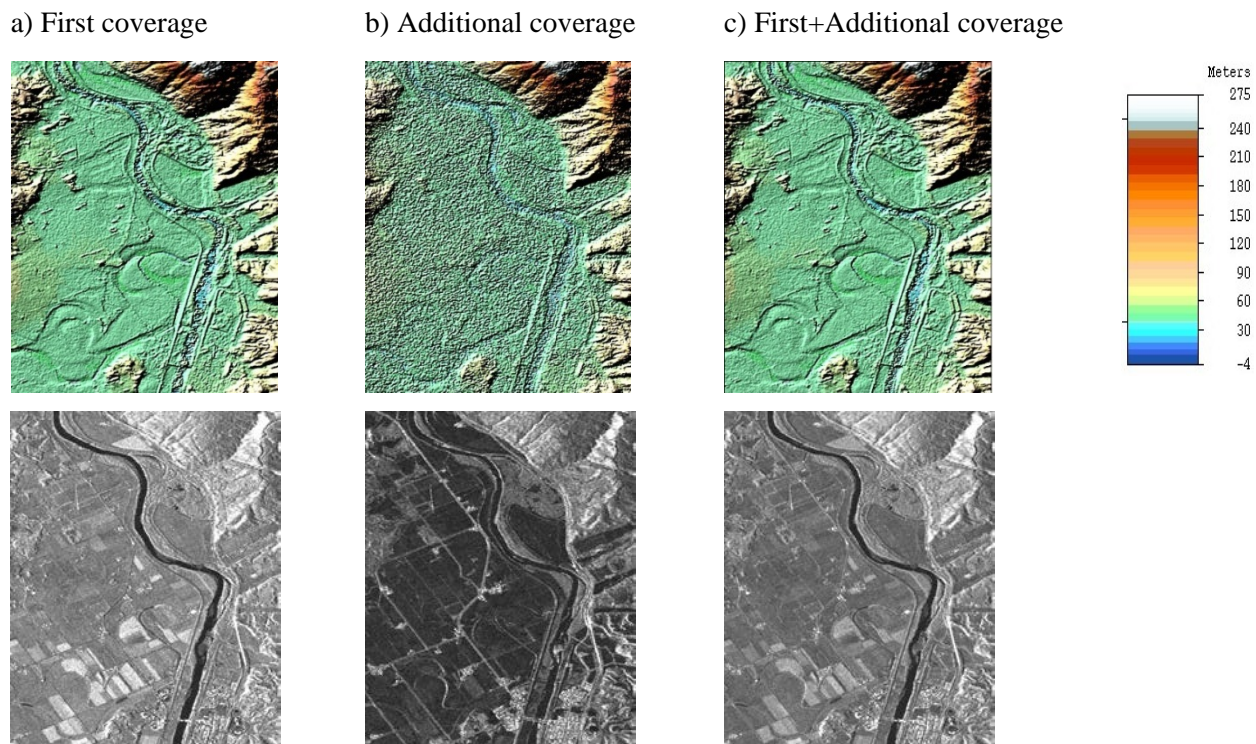 a) First coverage
b) Additional coverage
c) First+Additional coverage
Meters
275
240
210
180
150
120
90
60
30
-4